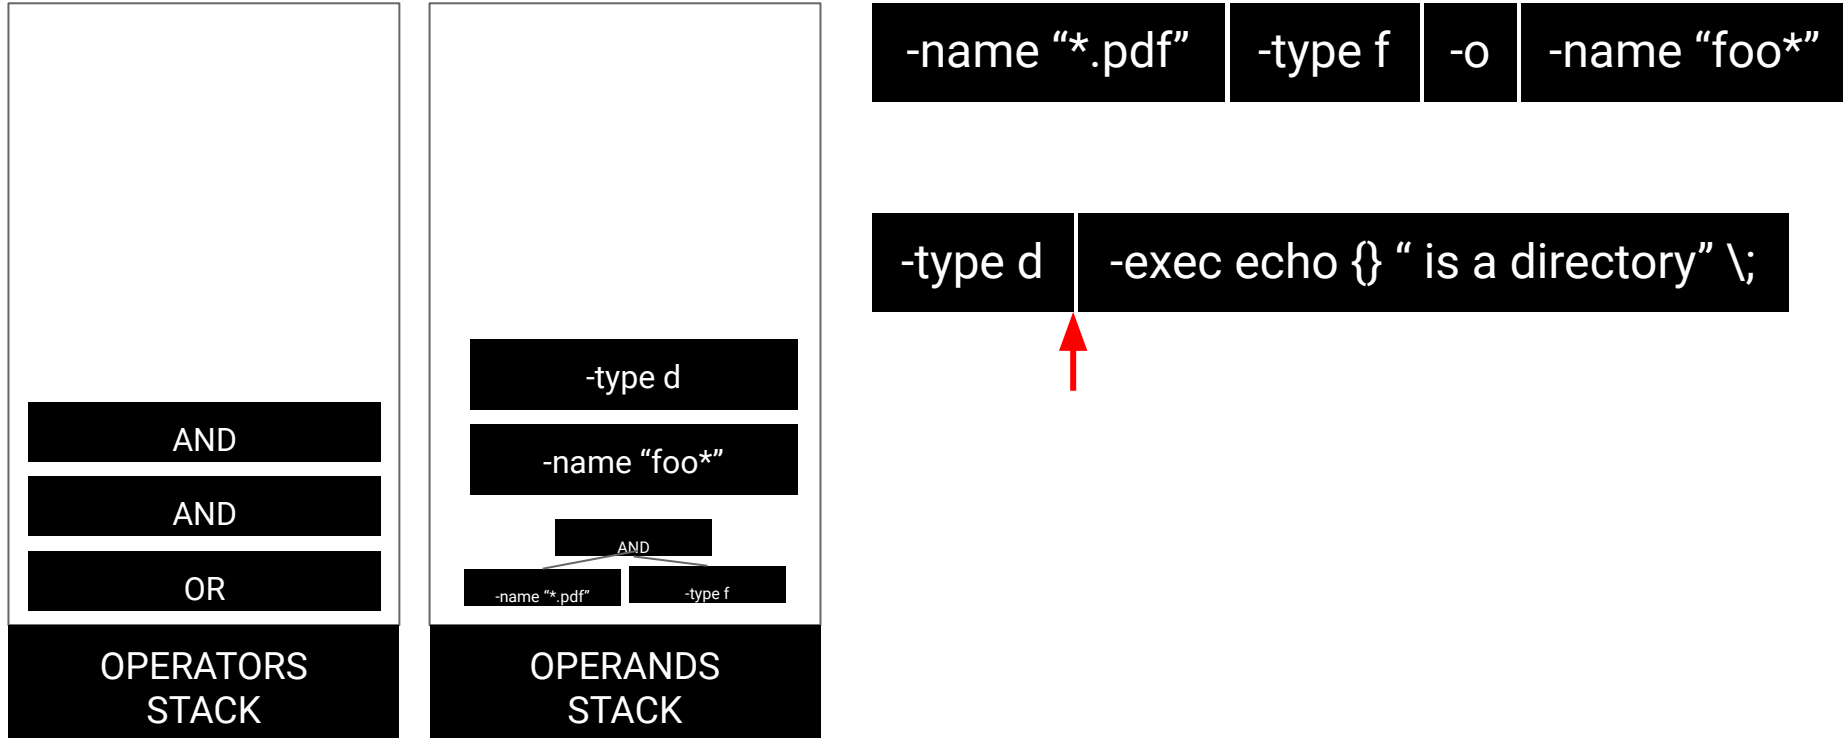 -name “*.pdf”
-type f
-o
-name “foo*”
-type d
-exec echo {} “ is a directory” \;
AND
AND
OR
OPERATORS
STACK
-type d
-name “foo*”
AND
-name “*.pdf”
-type f
OPERANDS
STACK